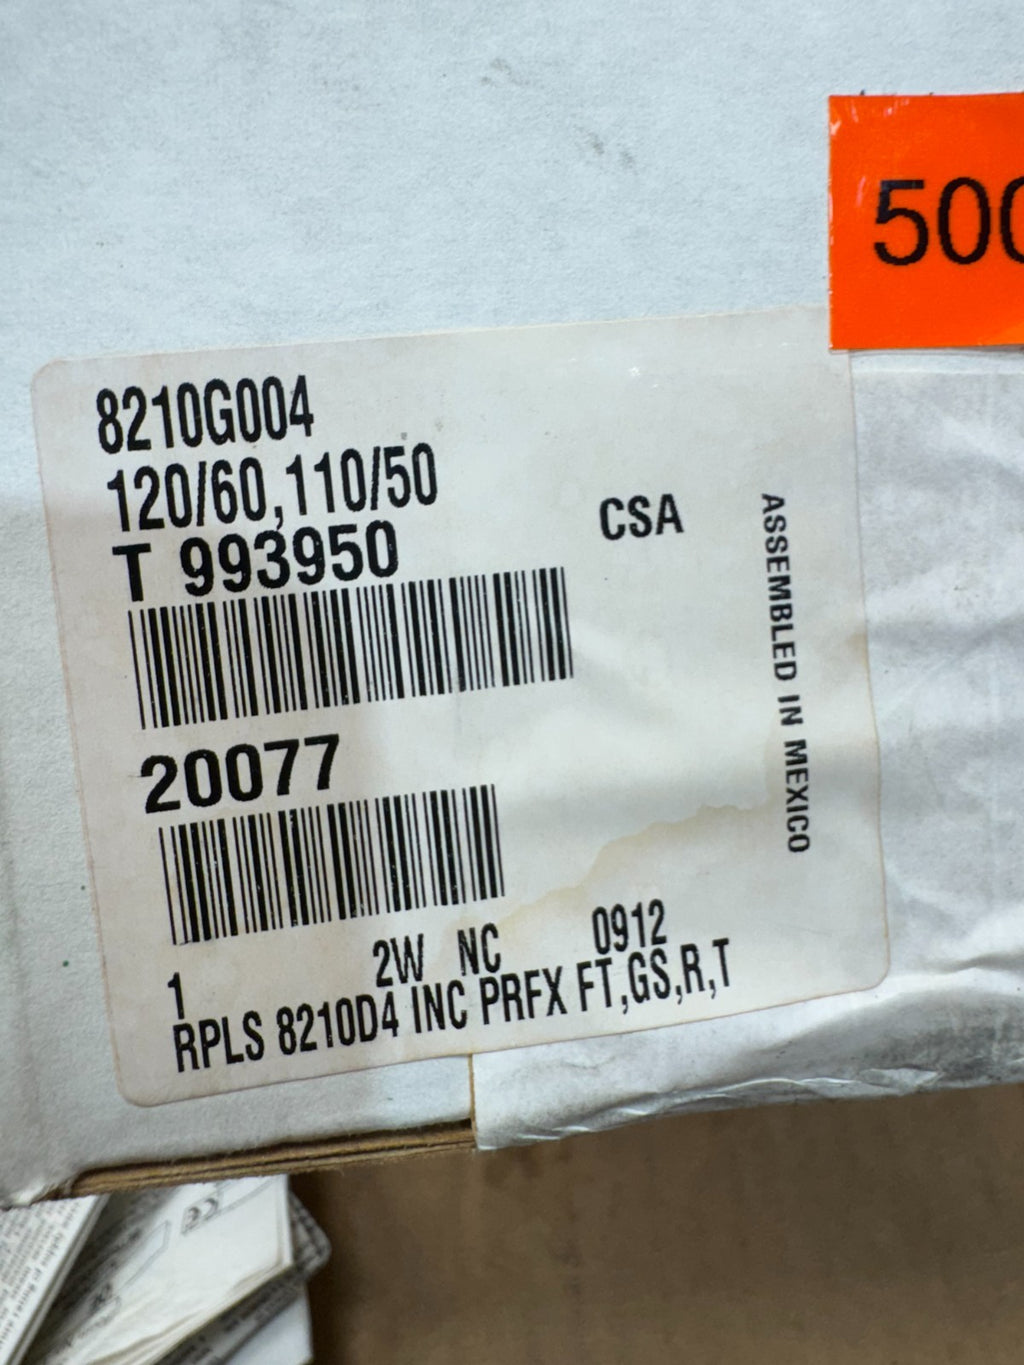 500
8210G004
120/60,110/50
T 993950
CSA
ASSEMBLED IN MEXICO
20077
2W NC 0912
1
RPLS 8210D4 INC PRFX FT,GS,R,T
CE